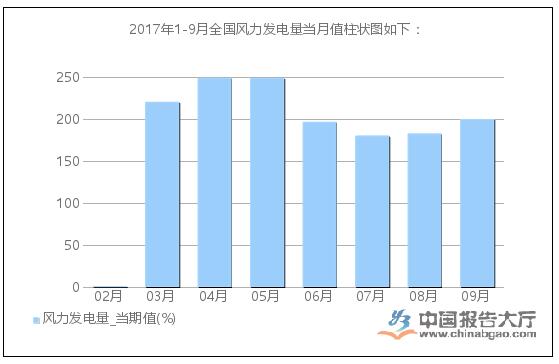 2017年1-9月全国风力发电量当月值柱状图如下：
250
200
150
100
50
0
02月 03月 04月 05月 06月 07月 08月 09月
风力发电量_当期值(%)
中国报告大厅
www.chinabgao.com